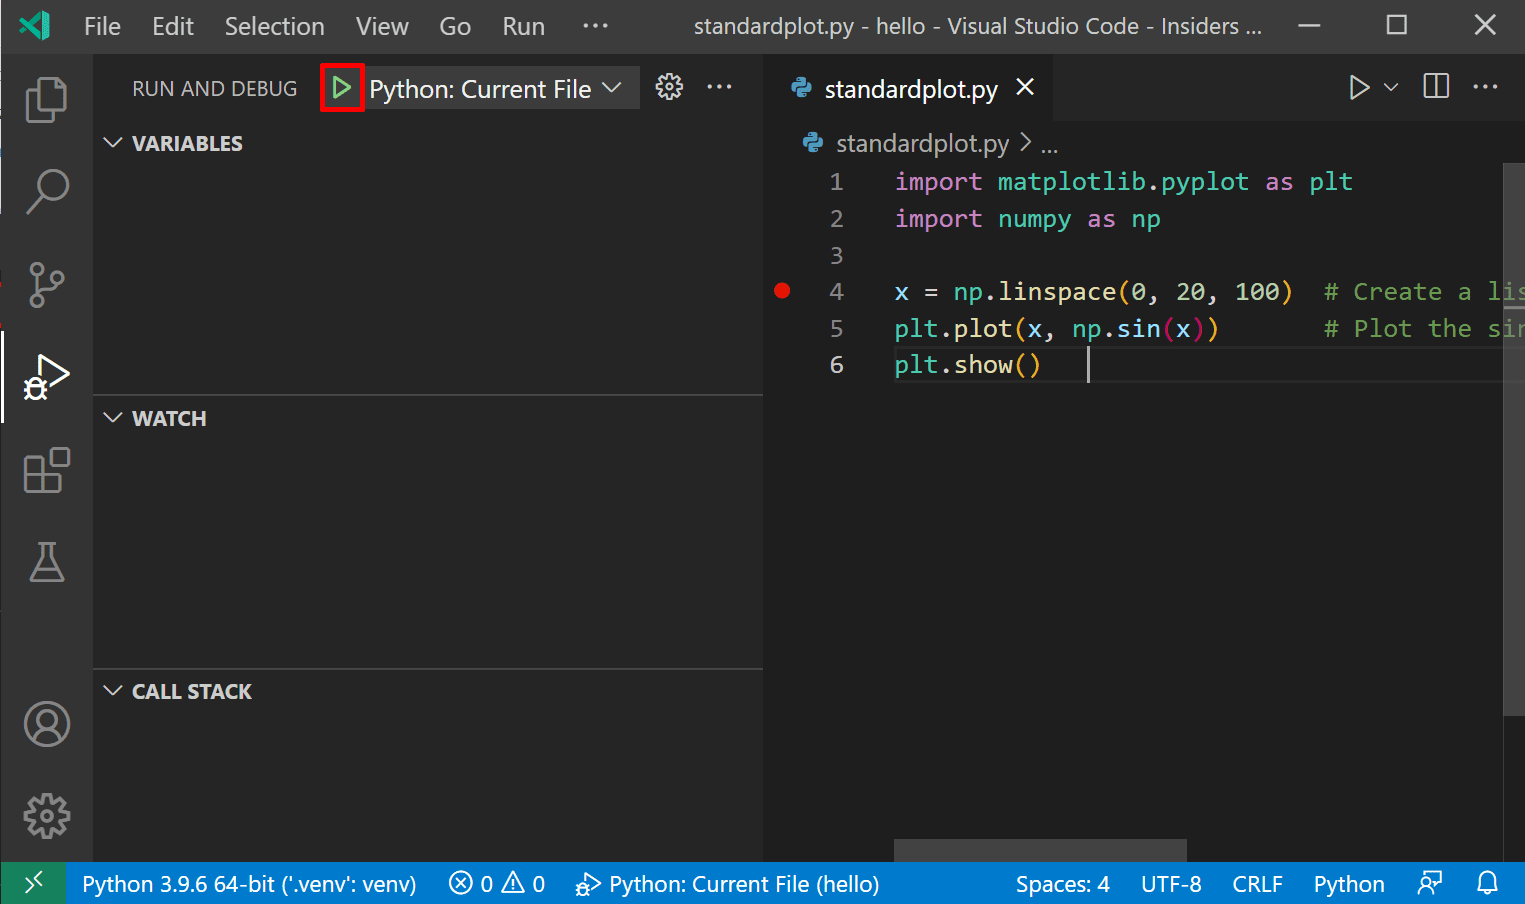 File Edit Selection View Go Run ··· standardplot.py - hello - Visual Studio Code - Insiders ...
RUN AND DEBUG Python: Current File ···
VARIABLES
WATCH
CALL STACK
standardplot.py ···
standardplot.py > ...
1 import matplotlib.pyplot as plt
2 import numpy as np
3
4 x = np.linspace(0, 20, 100) # Create a lis
5 plt.plot(x, np.sin(x)) # Plot the sin
6 plt.show()
Python 3.9.6 64-bit ('.venv': venv) 0 0 Python: Current File (hello) Spaces: 4 UTF-8 CRLF Python